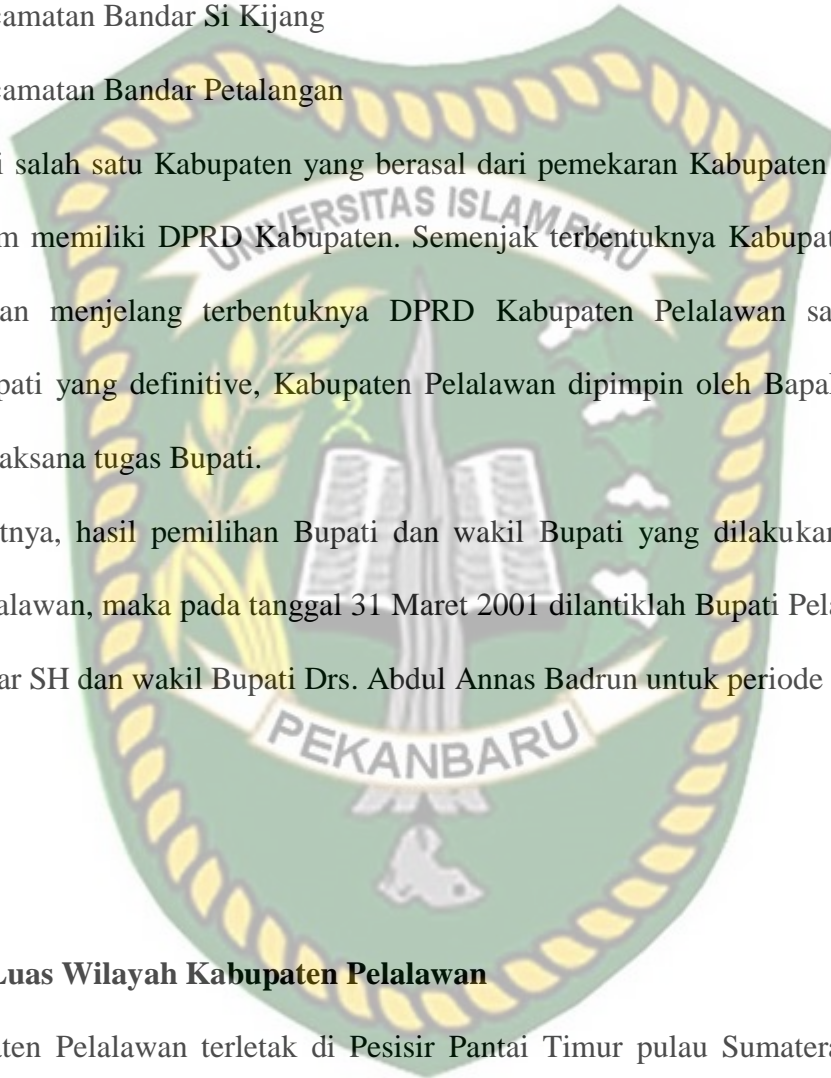 camatan Bandar Si Kijang
camatan Bandar Petalangan
i salah satu Kabupaten yang berasal dari pemekaran Kabupaten
m memiliki DPRD Kabupaten. Semenjak terbentuknya Kabupat
UNIVERSITAS ISLAM RIAU
an menjelang terbentuknya DPRD Kabupaten Pelalawan sa
pati yang definitive, Kabupaten Pelalawan dipimpin oleh Bapal
aksana tugas Bupati.
tnya, hasil pemilihan Bupati dan wakil Bupati yang dilakukan
alawan, maka pada tanggal 31 Maret 2001 dilantiklah Bupati Pela
ar SH dan wakil Bupati Drs. Abdul Annas Badrun untuk periode
PEKANBARU
Luas Wilayah Kabupaten Pelalawan
aten Pelalawan terletak di Pesisir Pantai Timur pulau Sumatera